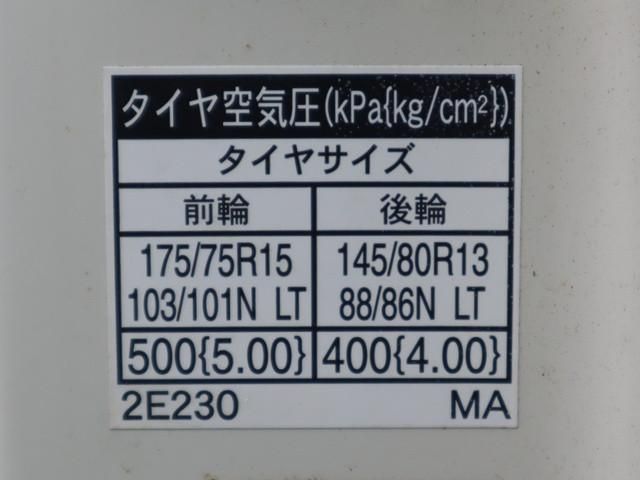 タイヤ空気圧(kPa{kg/cm²})
タイヤサイズ
前輪 後輪
175/75R15 145/80R13
103/101N LT 88/86N LT
500{5.00} 400{4.00}
2E230 MA